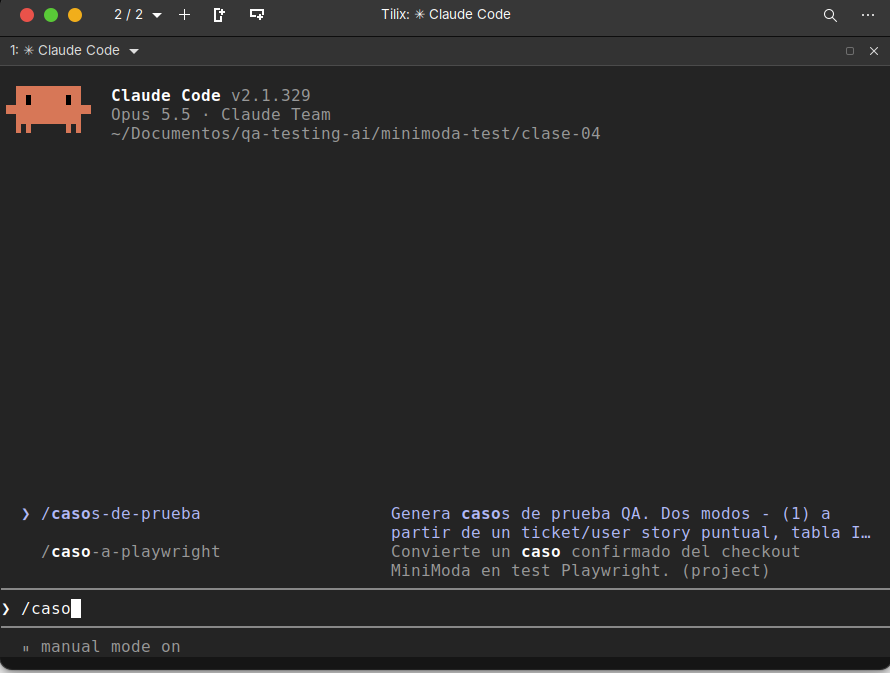 2 / 2
Tilix: ✳ Claude Code
1: ✳ Claude Code
Claude Code v2.1.329
Opus 5.5 · Claude Team
~/Documentos/qa-testing-ai/minimoda-test/clase-04
❯ /casos-de-prueba Genera casos de prueba QA. Dos modos - (1) a
partir de un ticket/user story puntual, tabla I…
/caso-a-playwright Convierte un caso confirmado del checkout
MiniModa en test Playwright. (project)
❯ /caso
⏸ manual mode on